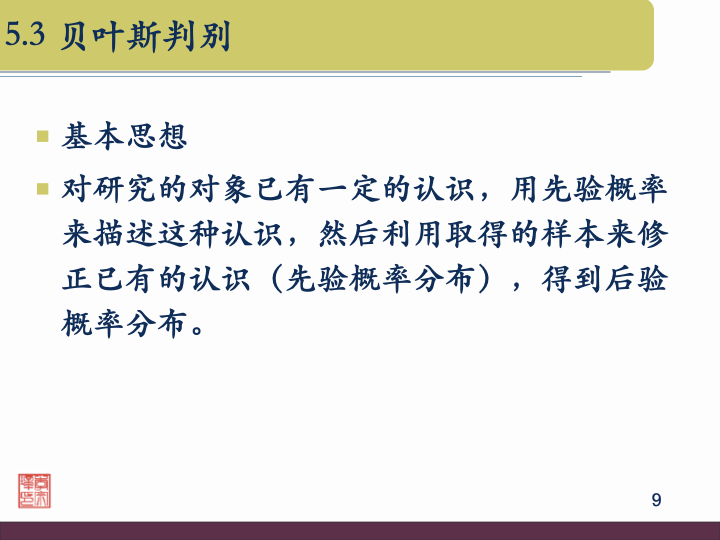 5.3 贝叶斯判别
基本思想
对研究的对象已有一定的认识，用先验概率
来描述这种认识，然后利用取得的样本来修
正已有的认识（先验概率分布），得到后验
概率分布。
9